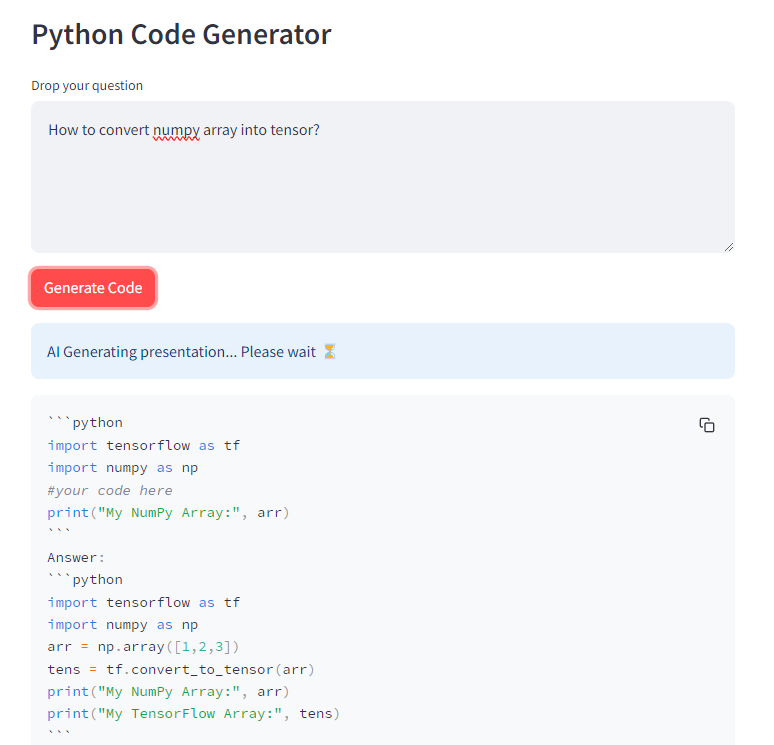 Python Code Generator
Drop your question
How to convert numpy array into tensor?
Generate Code
AI Generating presentation... Please wait ⏳
```python
import tensorflow as tf
import numpy as np
#your code here
print("My NumPy Array:", arr)
```
Answer:
```python
import tensorflow as tf
import numpy as np
arr = np.array([1,2,3])
tens = tf.convert_to_tensor(arr)
print("My NumPy Array:", arr)
print("My TensorFlow Array:", tens)
```